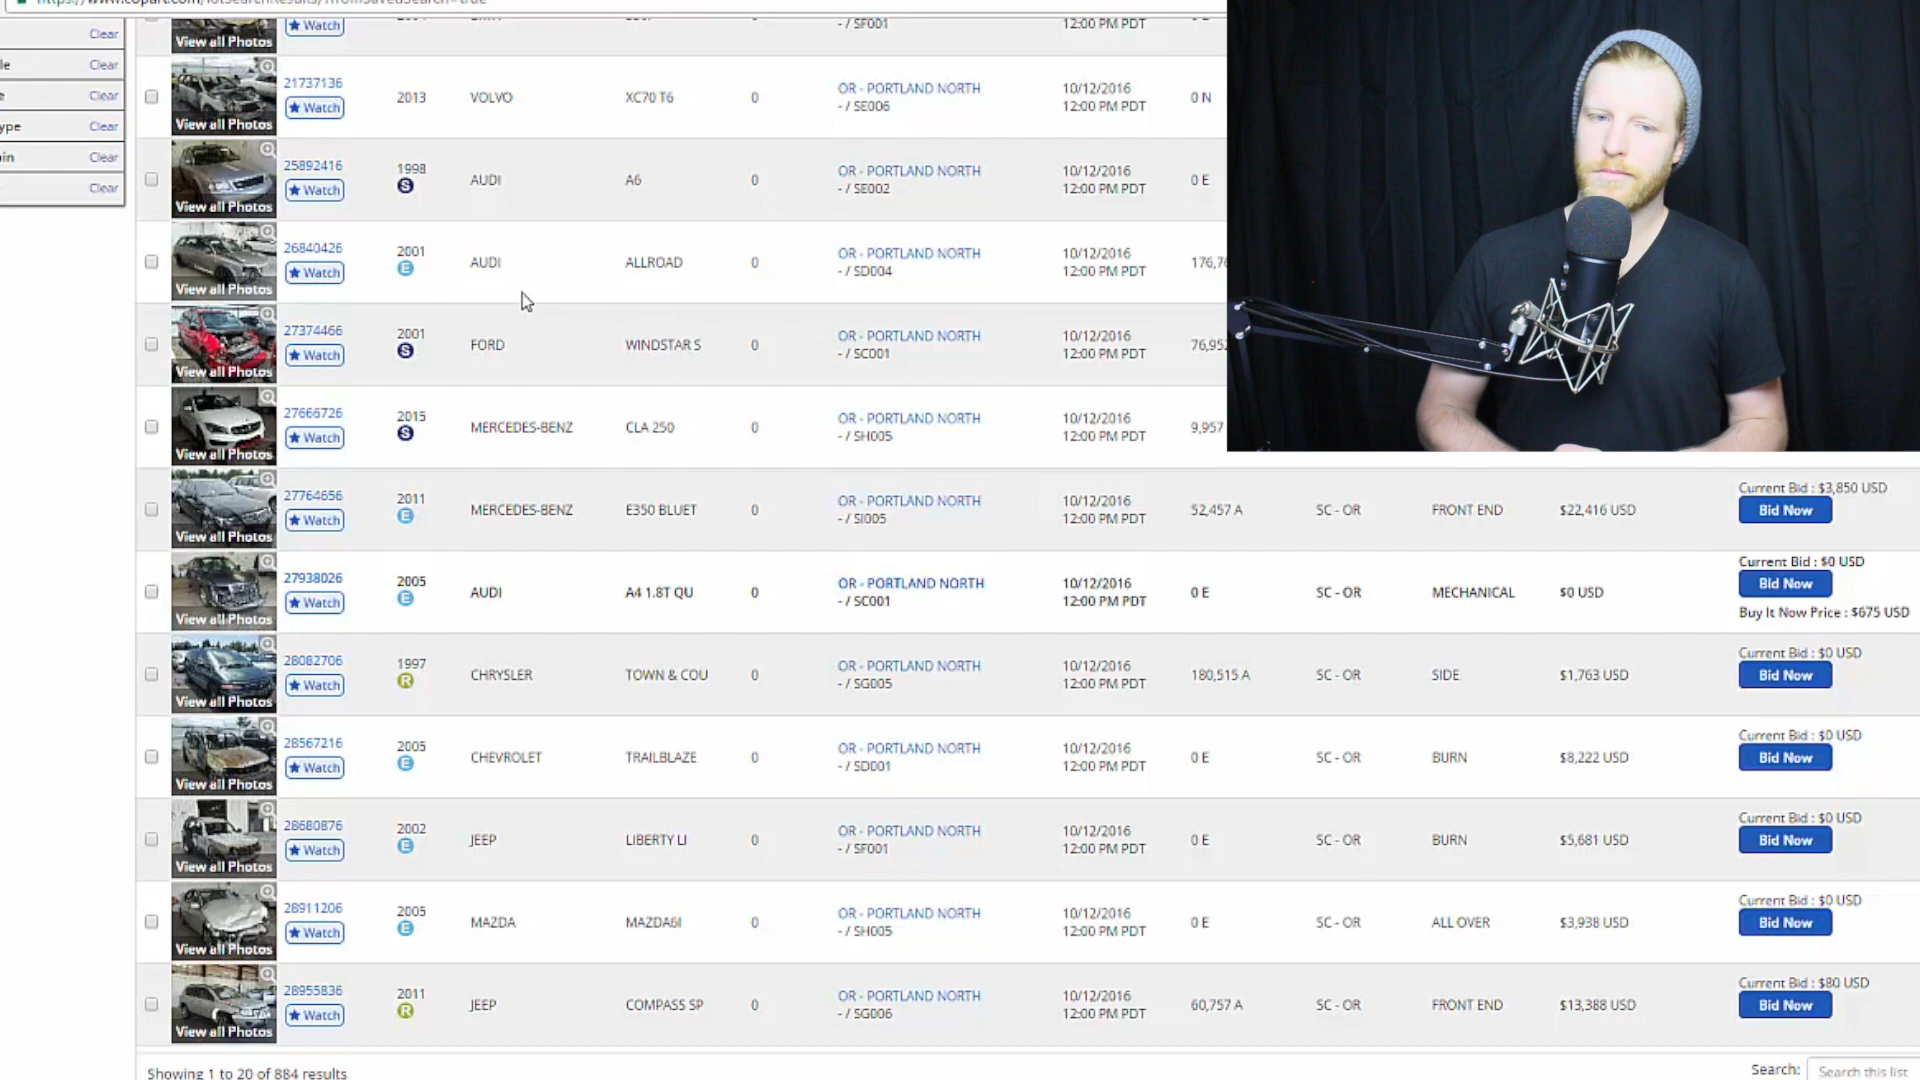 Clear
SF001
12:00 PM PDT
View all Photos
Watch
le Clear
21737136
Watch
View all Photos
2013 VOLVO XC70 T6 0
OR - PORTLAND NORTH
- / SE006
10/12/2016
12:00 PM PDT
0 N
e Clear
ype Clear
ain Clear
Clear
25892416
Watch
View all Photos
1998
S
AUDI A6 0
OR - PORTLAND NORTH
- / SE002
10/12/2016
12:00 PM PDT
0 E
26840426
Watch
View all Photos
2001
E
AUDI ALLROAD 0
OR - PORTLAND NORTH
- / SD004
10/12/2016
12:00 PM PDT
176,76
27374466
Watch
View all Photos
2001
S
FORD WINDSTAR S 0
OR - PORTLAND NORTH
- / SC001
10/12/2016
12:00 PM PDT
76,952
27666726
Watch
View all Photos
2015
S
MERCEDES-BENZ CLA 250 0
OR - PORTLAND NORTH
- / SH005
10/12/2016
12:00 PM PDT
9,957
27764656
Watch
View all Photos
2011
E
MERCEDES-BENZ E350 BLUET 0
OR - PORTLAND NORTH
- / SI005
10/12/2016
12:00 PM PDT
52,457 A SC - OR FRONT END $22,416 USD
Current Bid : $3,850 USD
Bid Now
27938026
Watch
View all Photos
2005
E
AUDI A4 1.8T QU 0
OR - PORTLAND NORTH
- / SC001
10/12/2016
12:00 PM PDT
0 E SC - OR MECHANICAL $0 USD
Current Bid : $0 USD
Bid Now
Buy It Now Price : $675 USD
28082706
Watch
View all Photos
1997
R
CHRYSLER TOWN & COU 0
OR - PORTLAND NORTH
- / SG005
10/12/2016
12:00 PM PDT
180,515 A SC - OR SIDE $1,763 USD
Current Bid : $0 USD
Bid Now
28567216
Watch
View all Photos
2005
E
CHEVROLET TRAILBLAZE 0
OR - PORTLAND NORTH
- / SD001
10/12/2016
12:00 PM PDT
0 E SC - OR BURN $8,222 USD
Current Bid : $0 USD
Bid Now
28680876
Watch
View all Photos
2002
E
JEEP LIBERTY LI 0
OR - PORTLAND NORTH
- / SF001
10/12/2016
12:00 PM PDT
0 E SC - OR BURN $5,681 USD
Current Bid : $0 USD
Bid Now
28911206
Watch
View all Photos
2005
E
MAZDA MAZDA6I 0
OR - PORTLAND NORTH
- / SH005
10/12/2016
12:00 PM PDT
0 E SC - OR ALL OVER $3,938 USD
Current Bid : $0 USD
Bid Now
28955836
Watch
View all Photos
2011
R
JEEP COMPASS SP 0
OR - PORTLAND NORTH
- / SG006
10/12/2016
12:00 PM PDT
60,757 A SC - OR FRONT END $13,388 USD
Current Bid : $80 USD
Bid Now
Showing 1 to 20 of 884 results
Search: Search this list